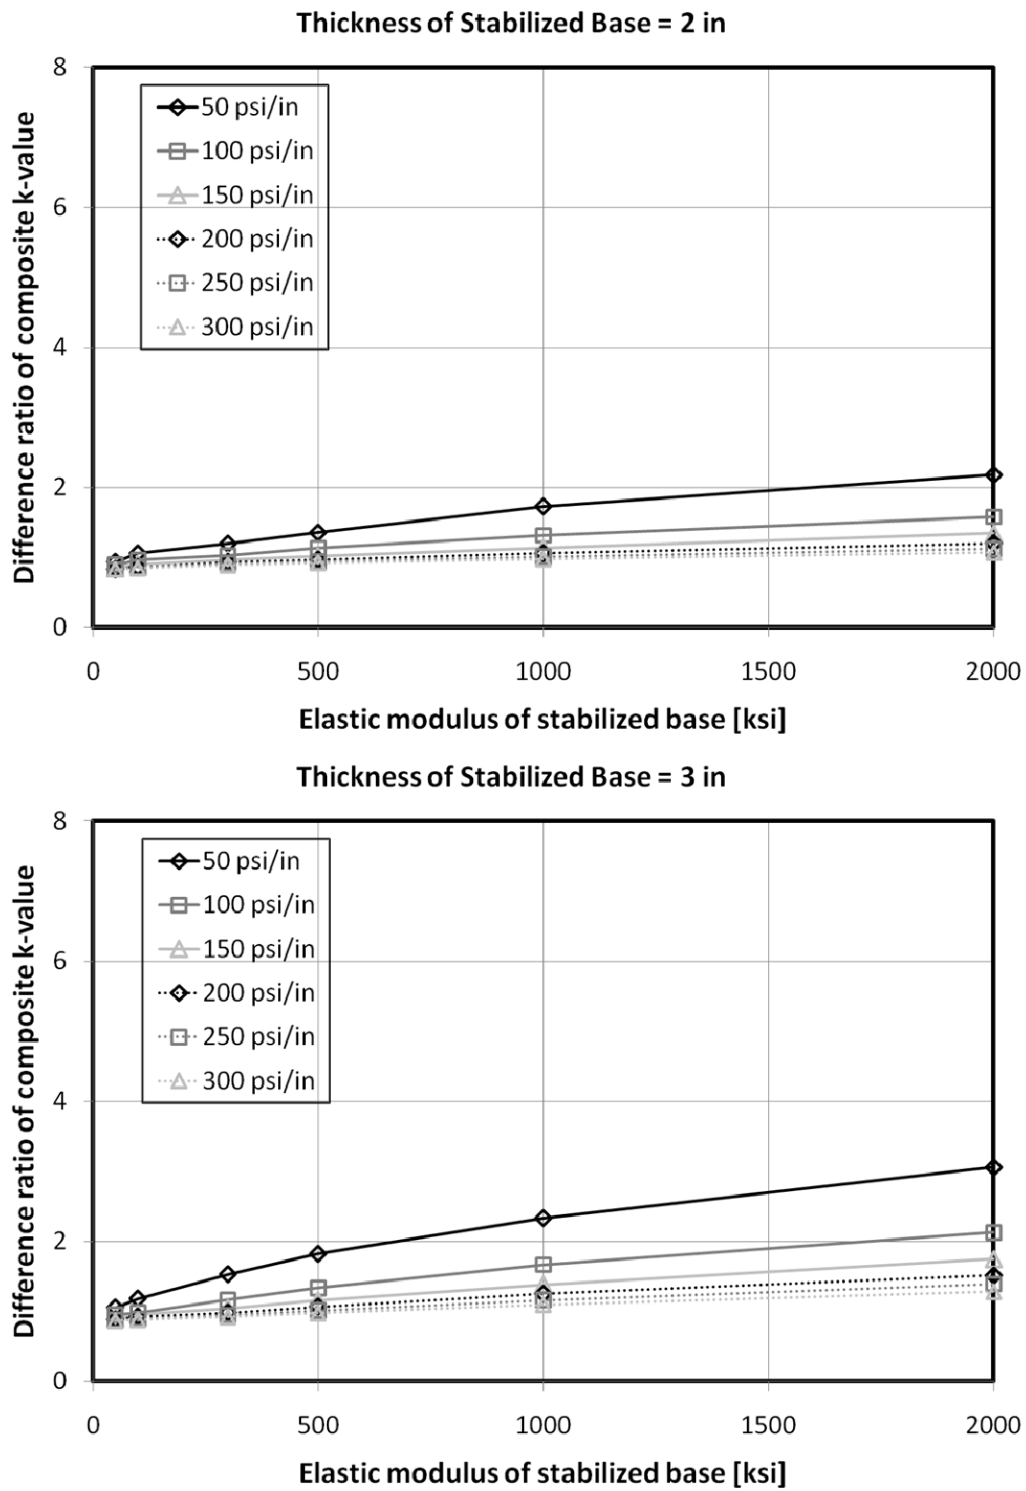 Thickness of Stabilized Base = 2 in
Difference ratio of composite k-value
8
6
4
2
0
50 psi/in
100 psi/in
150 psi/in
200 psi/in
250 psi/in
300 psi/in
0 500 1000 1500 2000
Elastic modulus of stabilized base [ksi]
Thickness of Stabilized Base = 3 in
Difference ratio of composite k-value
8
6
4
2
0
50 psi/in
100 psi/in
150 psi/in
200 psi/in
250 psi/in
300 psi/in
0 500 1000 1500 2000
Elastic modulus of stabilized base [ksi]